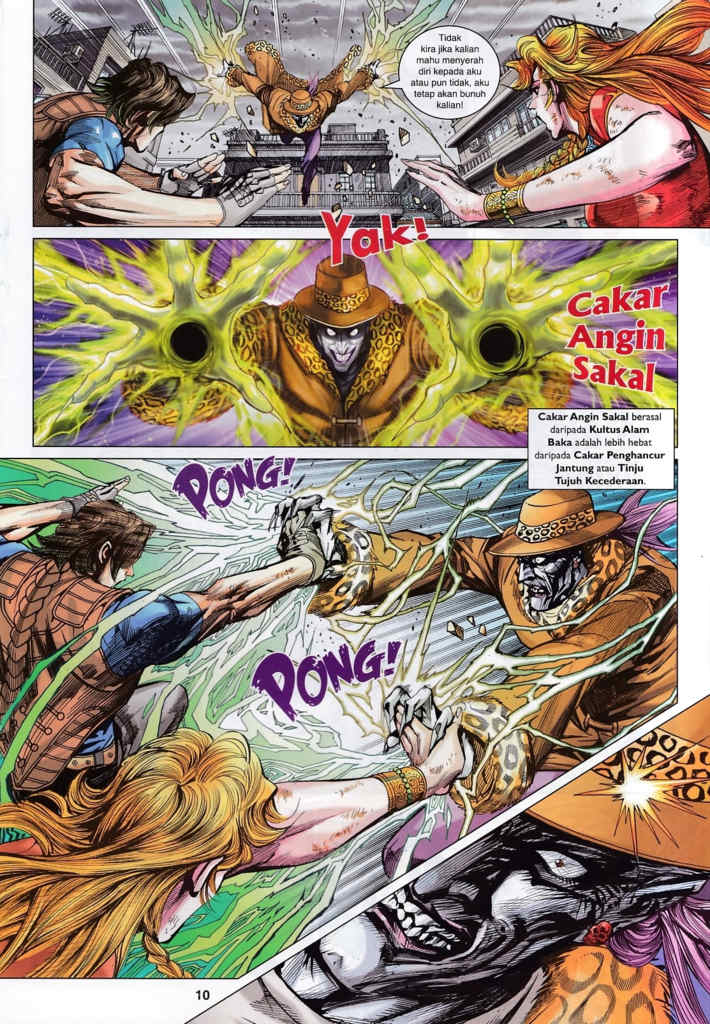 Tidak
kira jika kalian
mahu menyerah
diri kepada aku
atau pun tidak, aku
tetap akan bunuh
kalian!
Yak!
Cakar
Angin
Sakal
Cakar Angin Sakal berasal
daripada Kultus Alam
Baka adalah lebih hebat
daripada Cakar Penghancur
Jantung atau Tinju
Tujuh Kecederaan.
PONG!
PONG!
10